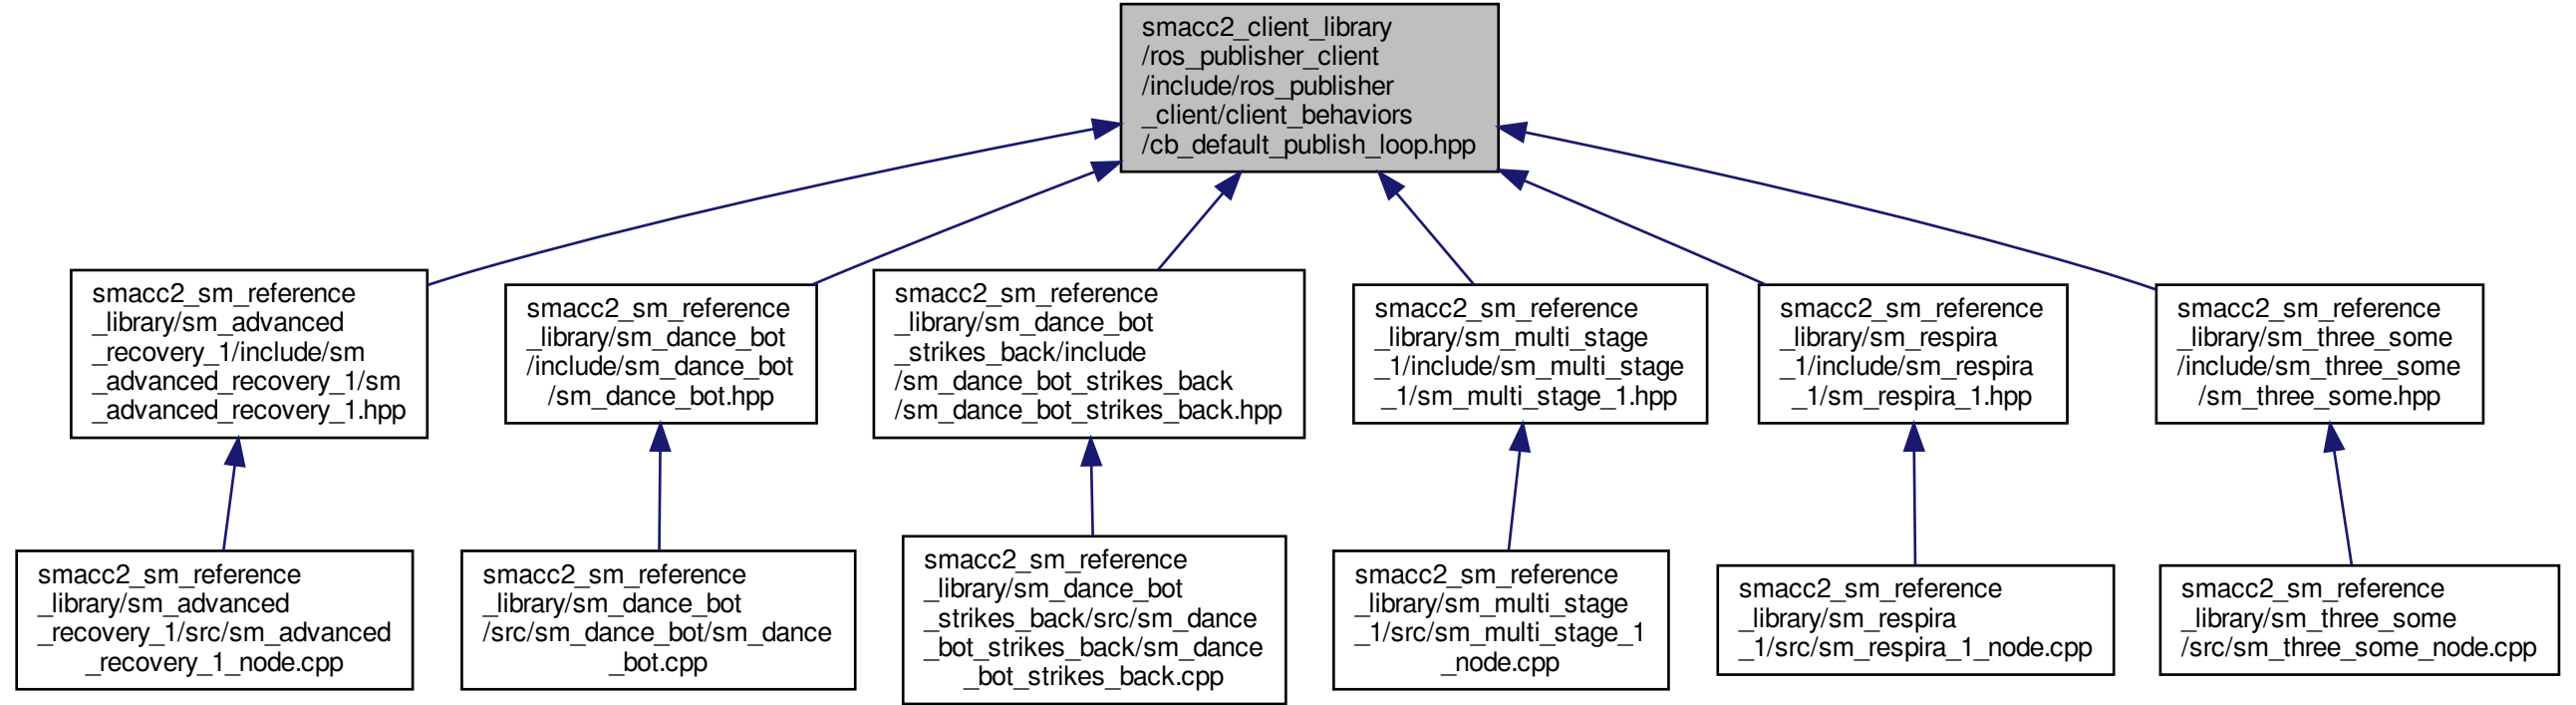 smacc2_client_library
/ros_publisher_client
/include/ros_publisher
_client/client_behaviors
/cb_default_publish_loop.hpp
smacc2_sm_reference
_library/sm_advanced
_recovery_1/include/sm
_advanced_recovery_1/sm
_advanced_recovery_1.hpp
smacc2_sm_reference
_library/sm_dance_bot
/include/sm_dance_bot
/sm_dance_bot.hpp
smacc2_sm_reference
_library/sm_dance_bot
_strikes_back/include
/sm_dance_bot_strikes_back
/sm_dance_bot_strikes_back.hpp
smacc2_sm_reference
_library/sm_multi_stage
_1/include/sm_multi_stage
_1/sm_multi_stage_1.hpp
smacc2_sm_reference
_library/sm_respira
_1/include/sm_respira
_1/sm_respira_1.hpp
smacc2_sm_reference
_library/sm_three_some
/include/sm_three_some
/sm_three_some.hpp
smacc2_sm_reference
_library/sm_advanced
_recovery_1/src/sm_advanced
_recovery_1_node.cpp
smacc2_sm_reference
_library/sm_dance_bot
/src/sm_dance_bot/sm_dance
_bot.cpp
smacc2_sm_reference
_library/sm_dance_bot
_strikes_back/src/sm_dance
_bot_strikes_back/sm_dance
_bot_strikes_back.cpp
smacc2_sm_reference
_library/sm_multi_stage
_1/src/sm_multi_stage_1
_node.cpp
smacc2_sm_reference
_library/sm_respira
_1/src/sm_respira_1_node.cpp
smacc2_sm_reference
_library/sm_three_some
/src/sm_three_some_node.cpp